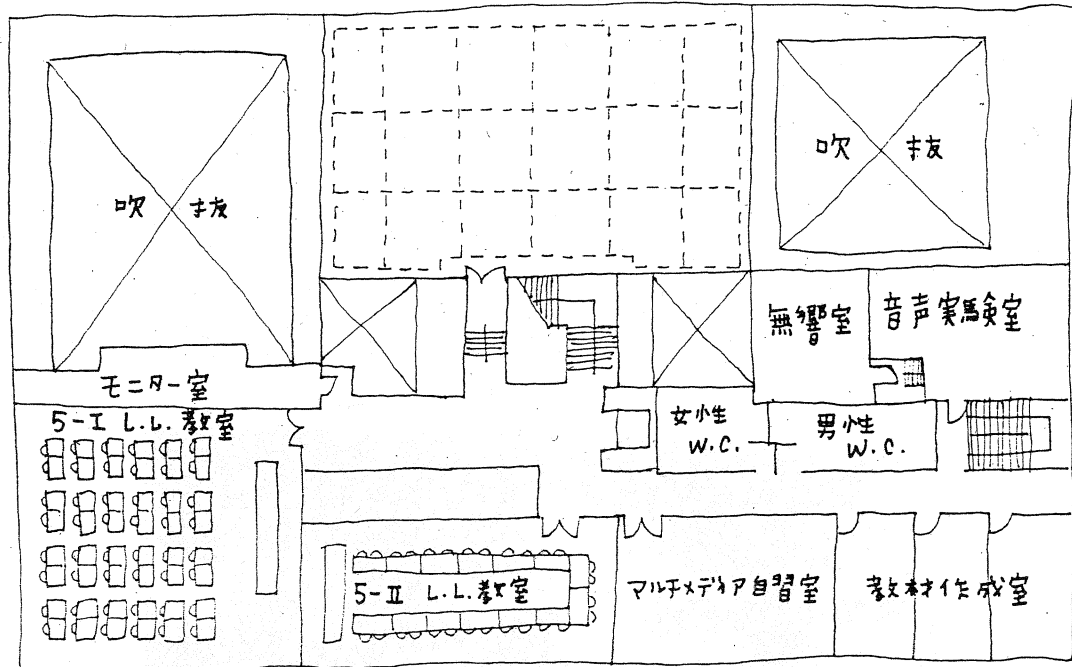 吹 抜
吹 抜
無響室
音声実験室
モニター室
5-I L.L.教室
女性
W.C.
男性
W.C.
5-II L.L.教室
マルチメディア自習室
教材作成室